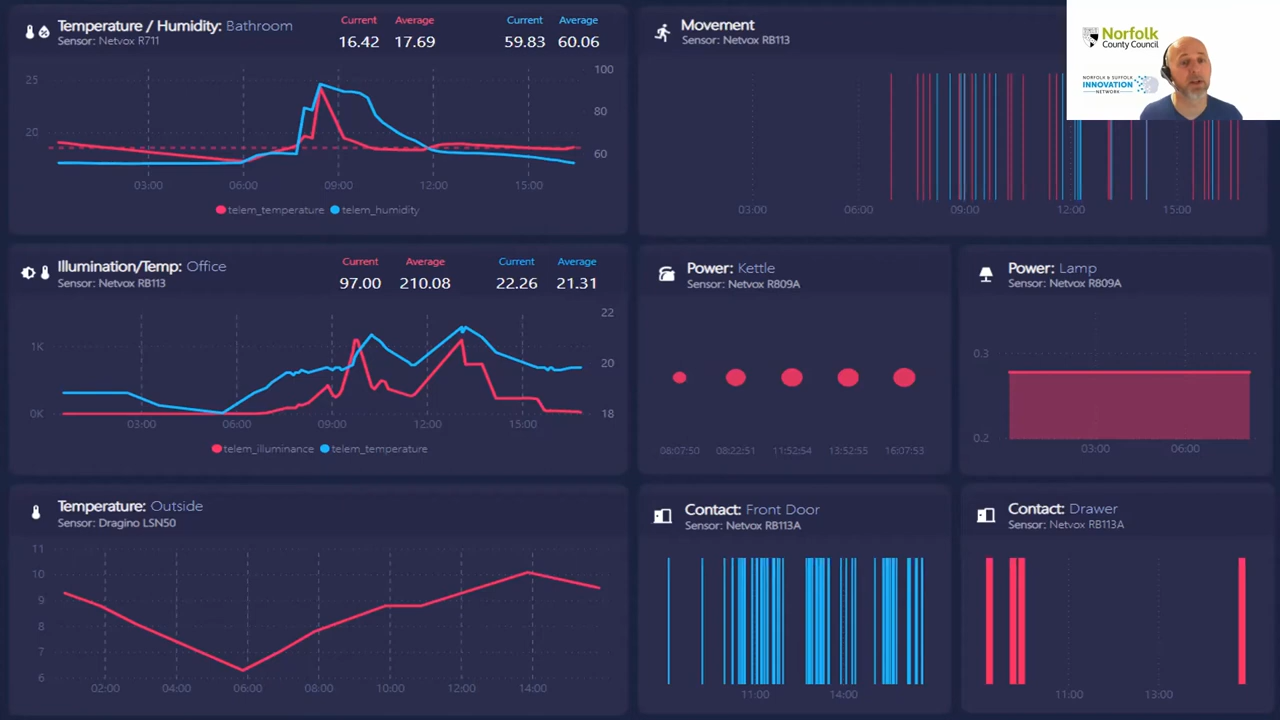 Temperature / Humidity: Bathroom
Sensor: Netvox R711
Current Average Current Average
16.42 17.69 59.83 60.06
25
20
100
80
60
03:00 06:00 09:00 12:00 15:00
telem_temperature telem_humidity
Movement
Sensor: Netvox RB113
03:00 06:00 09:00 12:00 15:00
Norfolk
County Council
NORFOLK & SUFFOLK
INNOVATION
NETWORK
Illumination/Temp: Office
Sensor: Netvox RB113
Current Average Current Average
97.00 210.08 22.26 21.31
1K
0K
22
20
18
03:00 06:00 09:00 12:00 15:00
telem_illuminance telem_temperature
Power: Kettle
Sensor: Netvox R809A
08:07:50 08:22:51 11:52:54 13:52:55 16:07:53
Power: Lamp
Sensor: Netvox R809A
0.3
0.2
03:00 06:00
Temperature: Outside
Sensor: Dragino LSN50
11
10
9
8
7
6
02:00 04:00 06:00 08:00 10:00 12:00 14:00
Contact: Front Door
Sensor: Netvox RB113A
11:00 14:00
Contact: Drawer
Sensor: Netvox RB113A
11:00 13:00